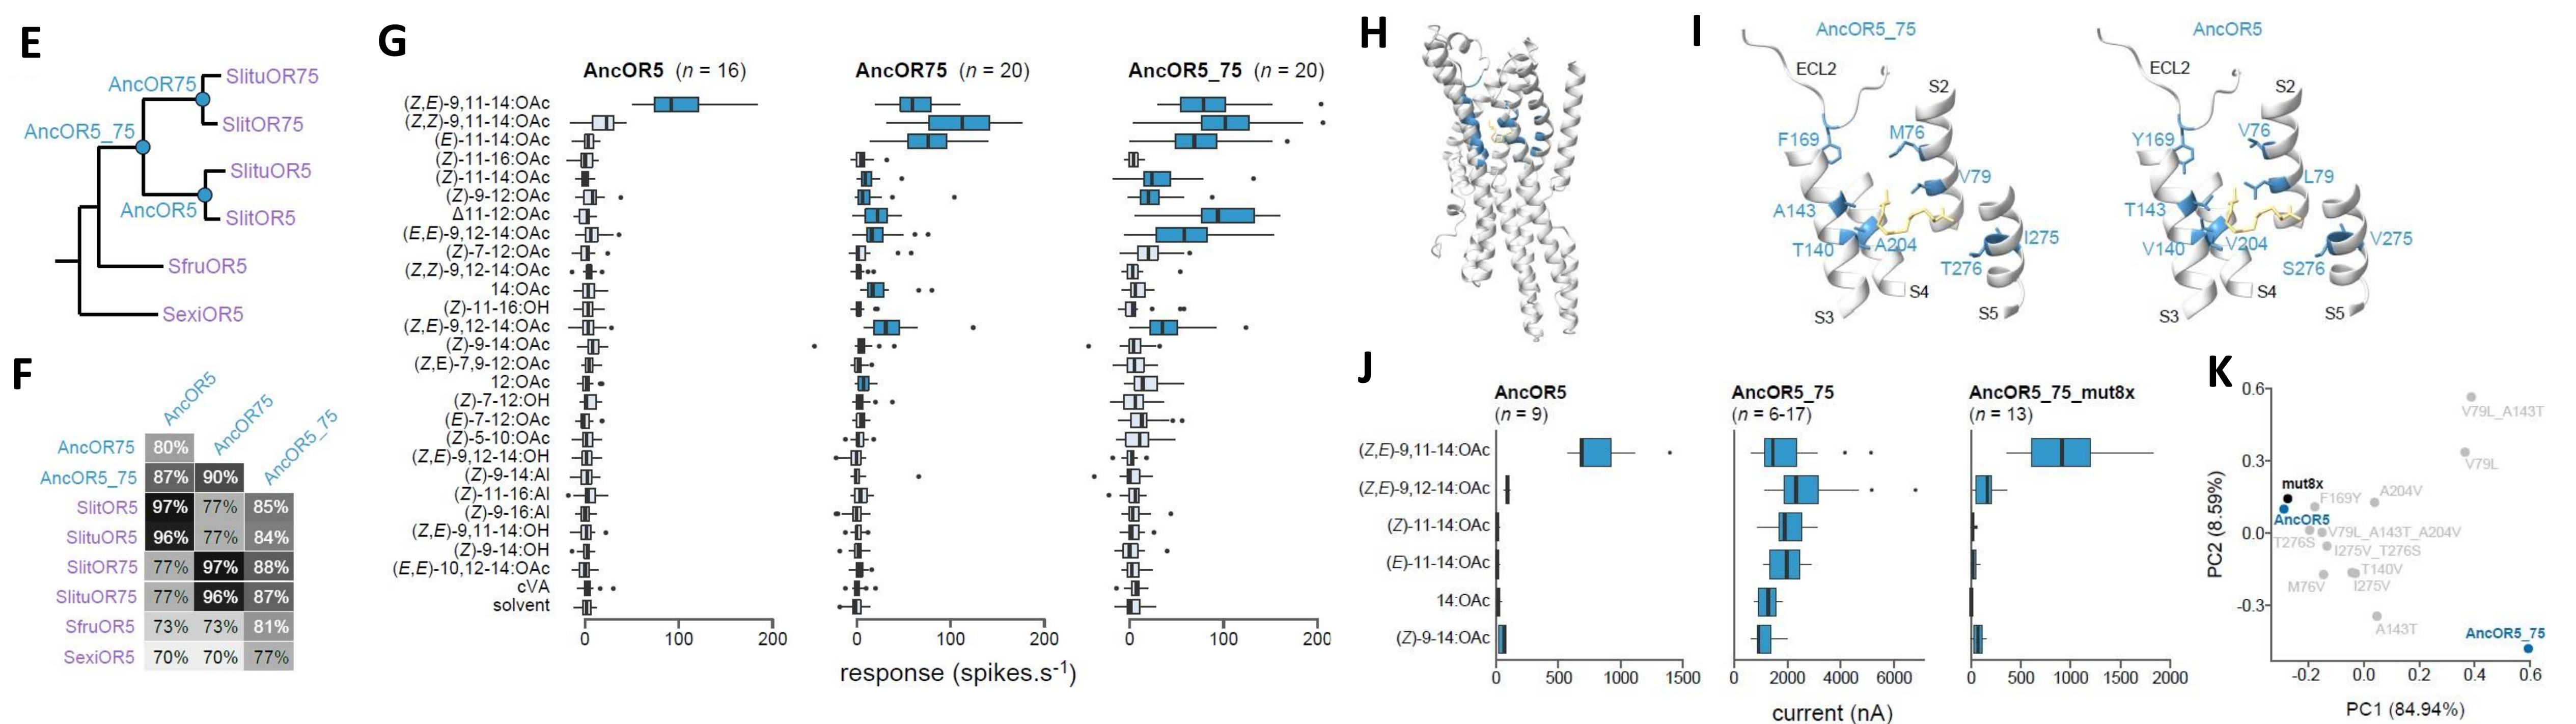 E
AncOR75
SlituOR75
SlitOR75
AncOR5_75
SlituOR5
AncOR5
SlitOR5
SfruOR5
SexiOR5
F
AncOR5
AncOR75
AncOR5_75
AncOR75 80%
AncOR5_75 87% 90%
SlitOR5 97% 77% 85%
SlituOR5 96% 77% 84%
SlitOR75 77% 97% 88%
SlituOR75 77% 96% 87%
SfruOR5 73% 73% 81%
SexiOR5 70% 70% 77%
G
AncOR5 (n = 16) AncOR75 (n = 20) AncOR5_75 (n = 20)
(Z,E)-9,11-14:OAc
(Z,Z)-9,11-14:OAc
(E)-11-14:OAc
(Z)-11-16:OAc
(Z)-11-14:OAc
(Z)-9-12:OAc
Δ11-12:OAc
(E,E)-9,12-14:OAc
(Z)-7-12:OAc
(Z,Z)-9,12-14:OAc
14:OAc
(Z)-11-16:OH
(Z,E)-9,12-14:OAc
(Z)-9-14:OAc
(Z,E)-7,9-12:OAc
12:OAc
(Z)-7-12:OH
(E)-7-12:OAc
(Z)-5-10:OAc
(Z,E)-9,12-14:OH
(Z)-9-14:Al
(Z)-11-16:Al
(Z)-9-16:Al
(Z,E)-9,11-14:OH
(Z)-9-14:OH
(E,E)-10,12-14:OAc
cVA
solvent
0 100 200 0 100 200 0 100 200
response (spikes.s-1)
H
I
AncOR5_75
ECL2
S2
F169
M76
V79
A143
T140
A204
I275
T276
S4
S3
S5
AncOR5
ECL2
S2
Y169
V76
L79
T143
V140
V204
V275
S276
S4
S3
S5
J
AncOR5 AncOR5_75 AncOR5_75_mut8x
(n = 9) (n = 6-17) (n = 13)
(Z,E)-9,11-14:OAc
(Z,E)-9,12-14:OAc
(Z)-11-14:OAc
(E)-11-14:OAc
14:OAc
(Z)-9-14:OAc
0 500 1000 1500 0 2000 4000 6000 0 500 1000 1500 2000
current (nA)
K
PC2 (8.59%)
0.6
0.3
0.0
-0.3
V79L_A143T
V79L
mut8x
F169Y
A204V
AncOR5
T276S
V79L_A143T_A204V
I275V_T276S
T140V
M76V
I275V
A143T
AncOR5_75
-0.2 0.0 0.2 0.4 0.6
PC1 (84.94%)